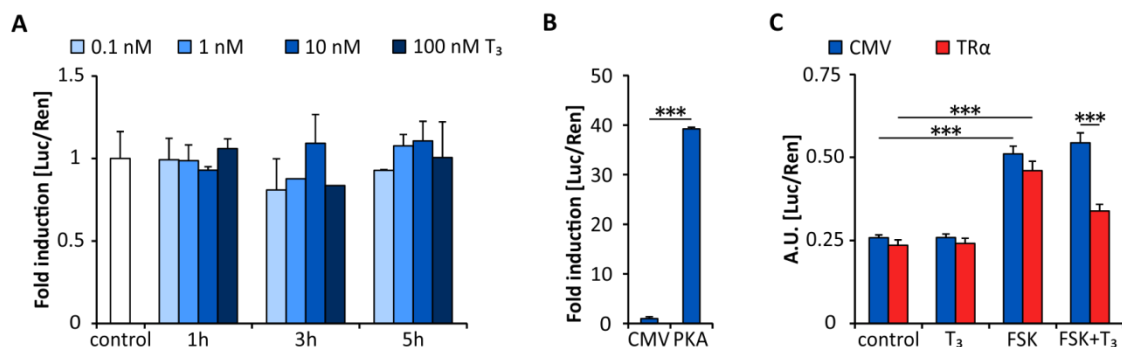 A
0.1 nM 1 nM 10 nM 100 nM T₃
Fold induction [Luc/Ren]
1.5
1
0.5
0
control 1h 3h 5h
B
Fold induction [Luc/Ren]
50
40
30
20
10
0
***
CMV PKA
C
CMV TRα
A.U. [Luc/Ren]
0.75
0.50
0.25
0
***
***
***
T₃ FSK FSK+T₃
control